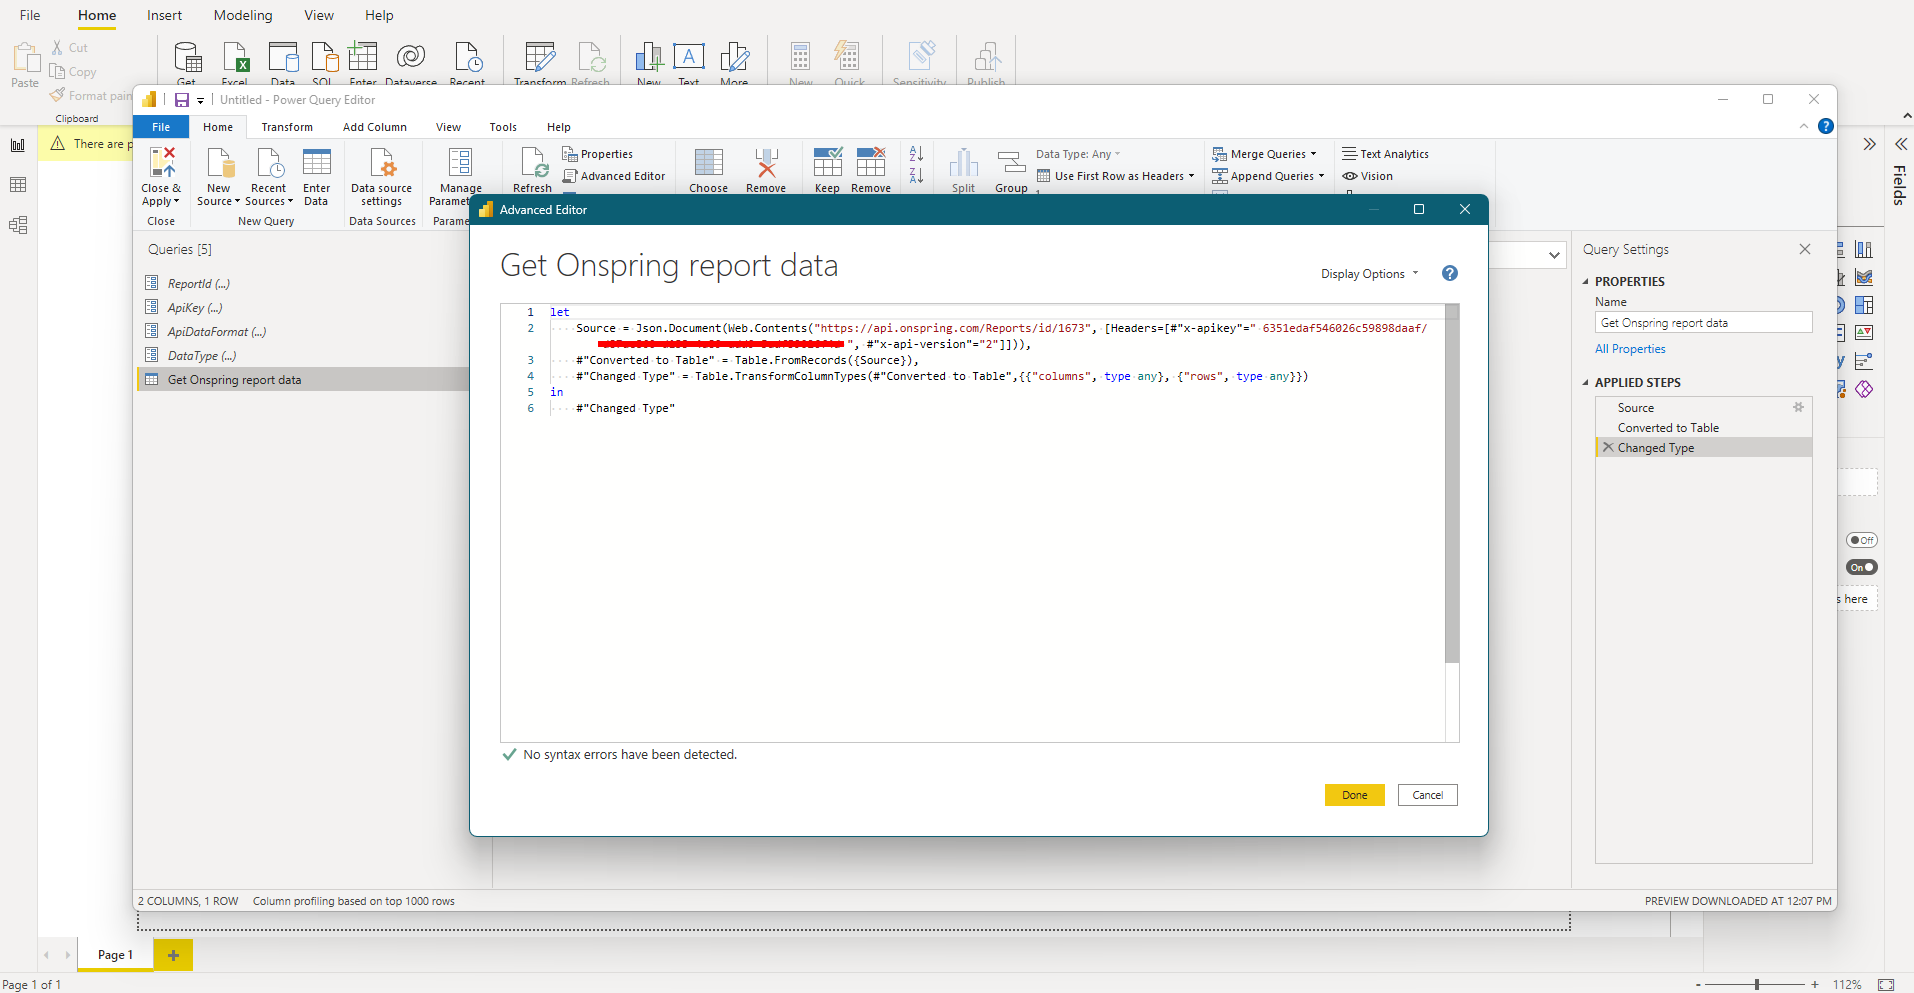 File Home Insert Modeling View Help
Cut
Copy
Format pain
Paste
Clipboard
Get Excel Data SQL Enter Dataverse Recent Transform Refresh New Text More New Quick Sensitivity Publish
There are p
Untitled - Power Query Editor
File Home Transform Add Column View Tools Help
Close & Apply
Close
New Source
Recent Sources
Enter Data
New Query
Data source settings
Data Sources
Manage Paramet
Parame
Refresh
Properties
Advanced Editor
Choose
Remove
Keep
Remove
Split
Group
Data Type: Any
Use First Row as Headers
Merge Queries
Append Queries
Text Analytics
Vision
Fields
Queries [5]
ReportId (...)
ApiKey (...)
ApiDataFormat (...)
DataType (...)
Get Onspring report data
Advanced Editor
Get Onspring report data
Display Options
1 let
2 Source = Json.Document(Web.Contents("https://api.onspring.com/Reports/id/1673", [Headers=[#"x-apikey"=" 6351edaf546026c59898daaf/
", #"x-api-version"="2"]])),
3 #"Converted to Table" = Table.FromRecords({Source}),
4 #"Changed Type" = Table.TransformColumnTypes(#"Converted to Table",{{"columns", type any}, {"rows", type any}})
5 in
6 #"Changed Type"
No syntax errors have been detected.
Done
Cancel
Query Settings
PROPERTIES
Name
Get Onspring report data
All Properties
APPLIED STEPS
Source
Converted to Table
Changed Type
Off
On
s here
2 COLUMNS, 1 ROW Column profiling based on top 1000 rows
PREVIEW DOWNLOADED AT 12:07 PM
Page 1
Page 1 of 1
- + 112%